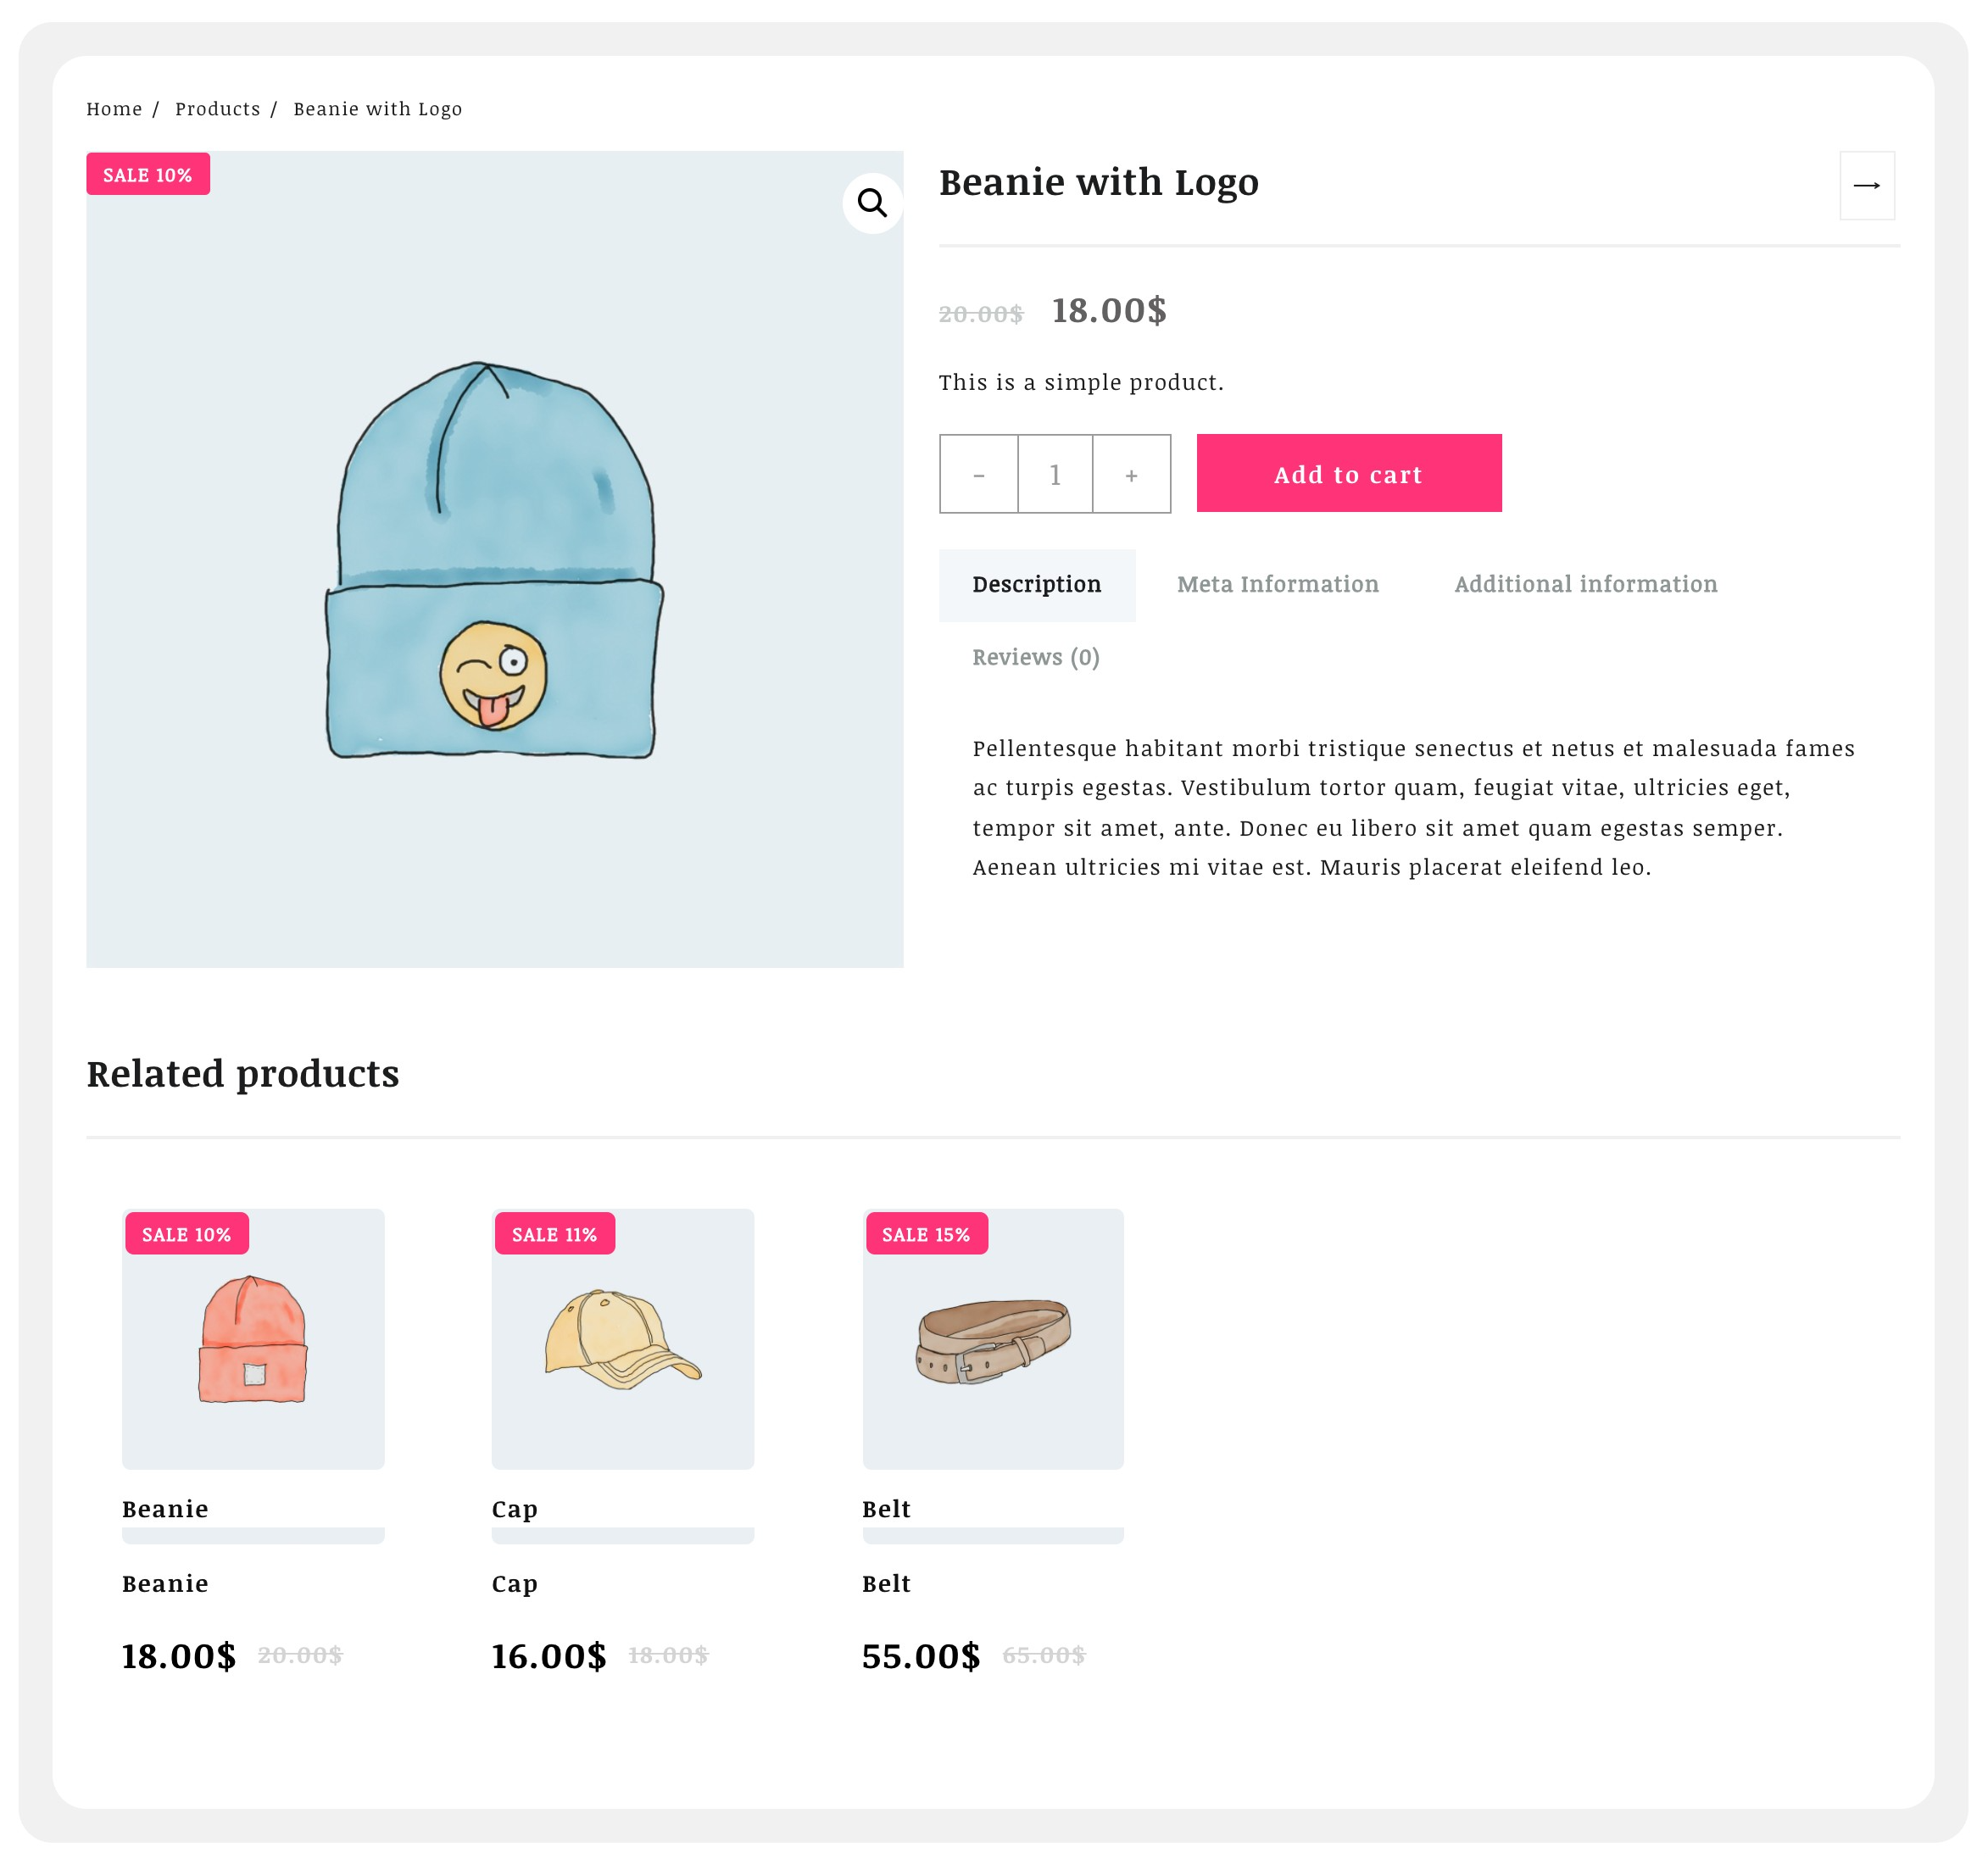 Home / Products / Beanie with Logo
SALE 10%
Beanie with Logo
→
20.00$ 18.00$
This is a simple product.
- 1 + Add to cart
Description Meta Information Additional information
Reviews (0)
Pellentesque habitant morbi tristique senectus et netus et malesuada fames
ac turpis egestas. Vestibulum tortor quam, feugiat vitae, ultricies eget,
tempor sit amet, ante. Donec eu libero sit amet quam egestas semper.
Aenean ultricies mi vitae est. Mauris placerat eleifend leo.
Related products
SALE 10% SALE 11% SALE 15%
Beanie Cap Belt
Beanie Cap Belt
18.00$ 20.00$ 16.00$ 18.00$ 55.00$ 65.00$